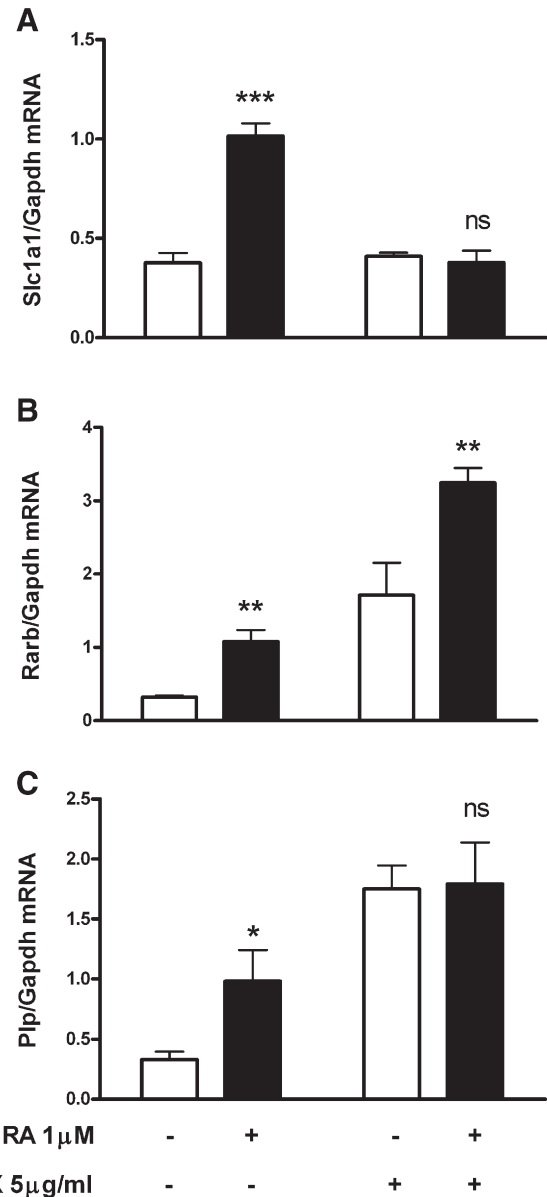 A
Slc1a1/Gapdh mRNA
1.5
1.0
0.5
0.0
***
ns
B
Rarb/Gapdh mRNA
4
3
2
1
0
**
**
C
Plp/Gapdh mRNA
2.5
2.0
1.5
1.0
0.5
0.0
*
ns
RA 1μM - + - +
5μg/ml - - + +